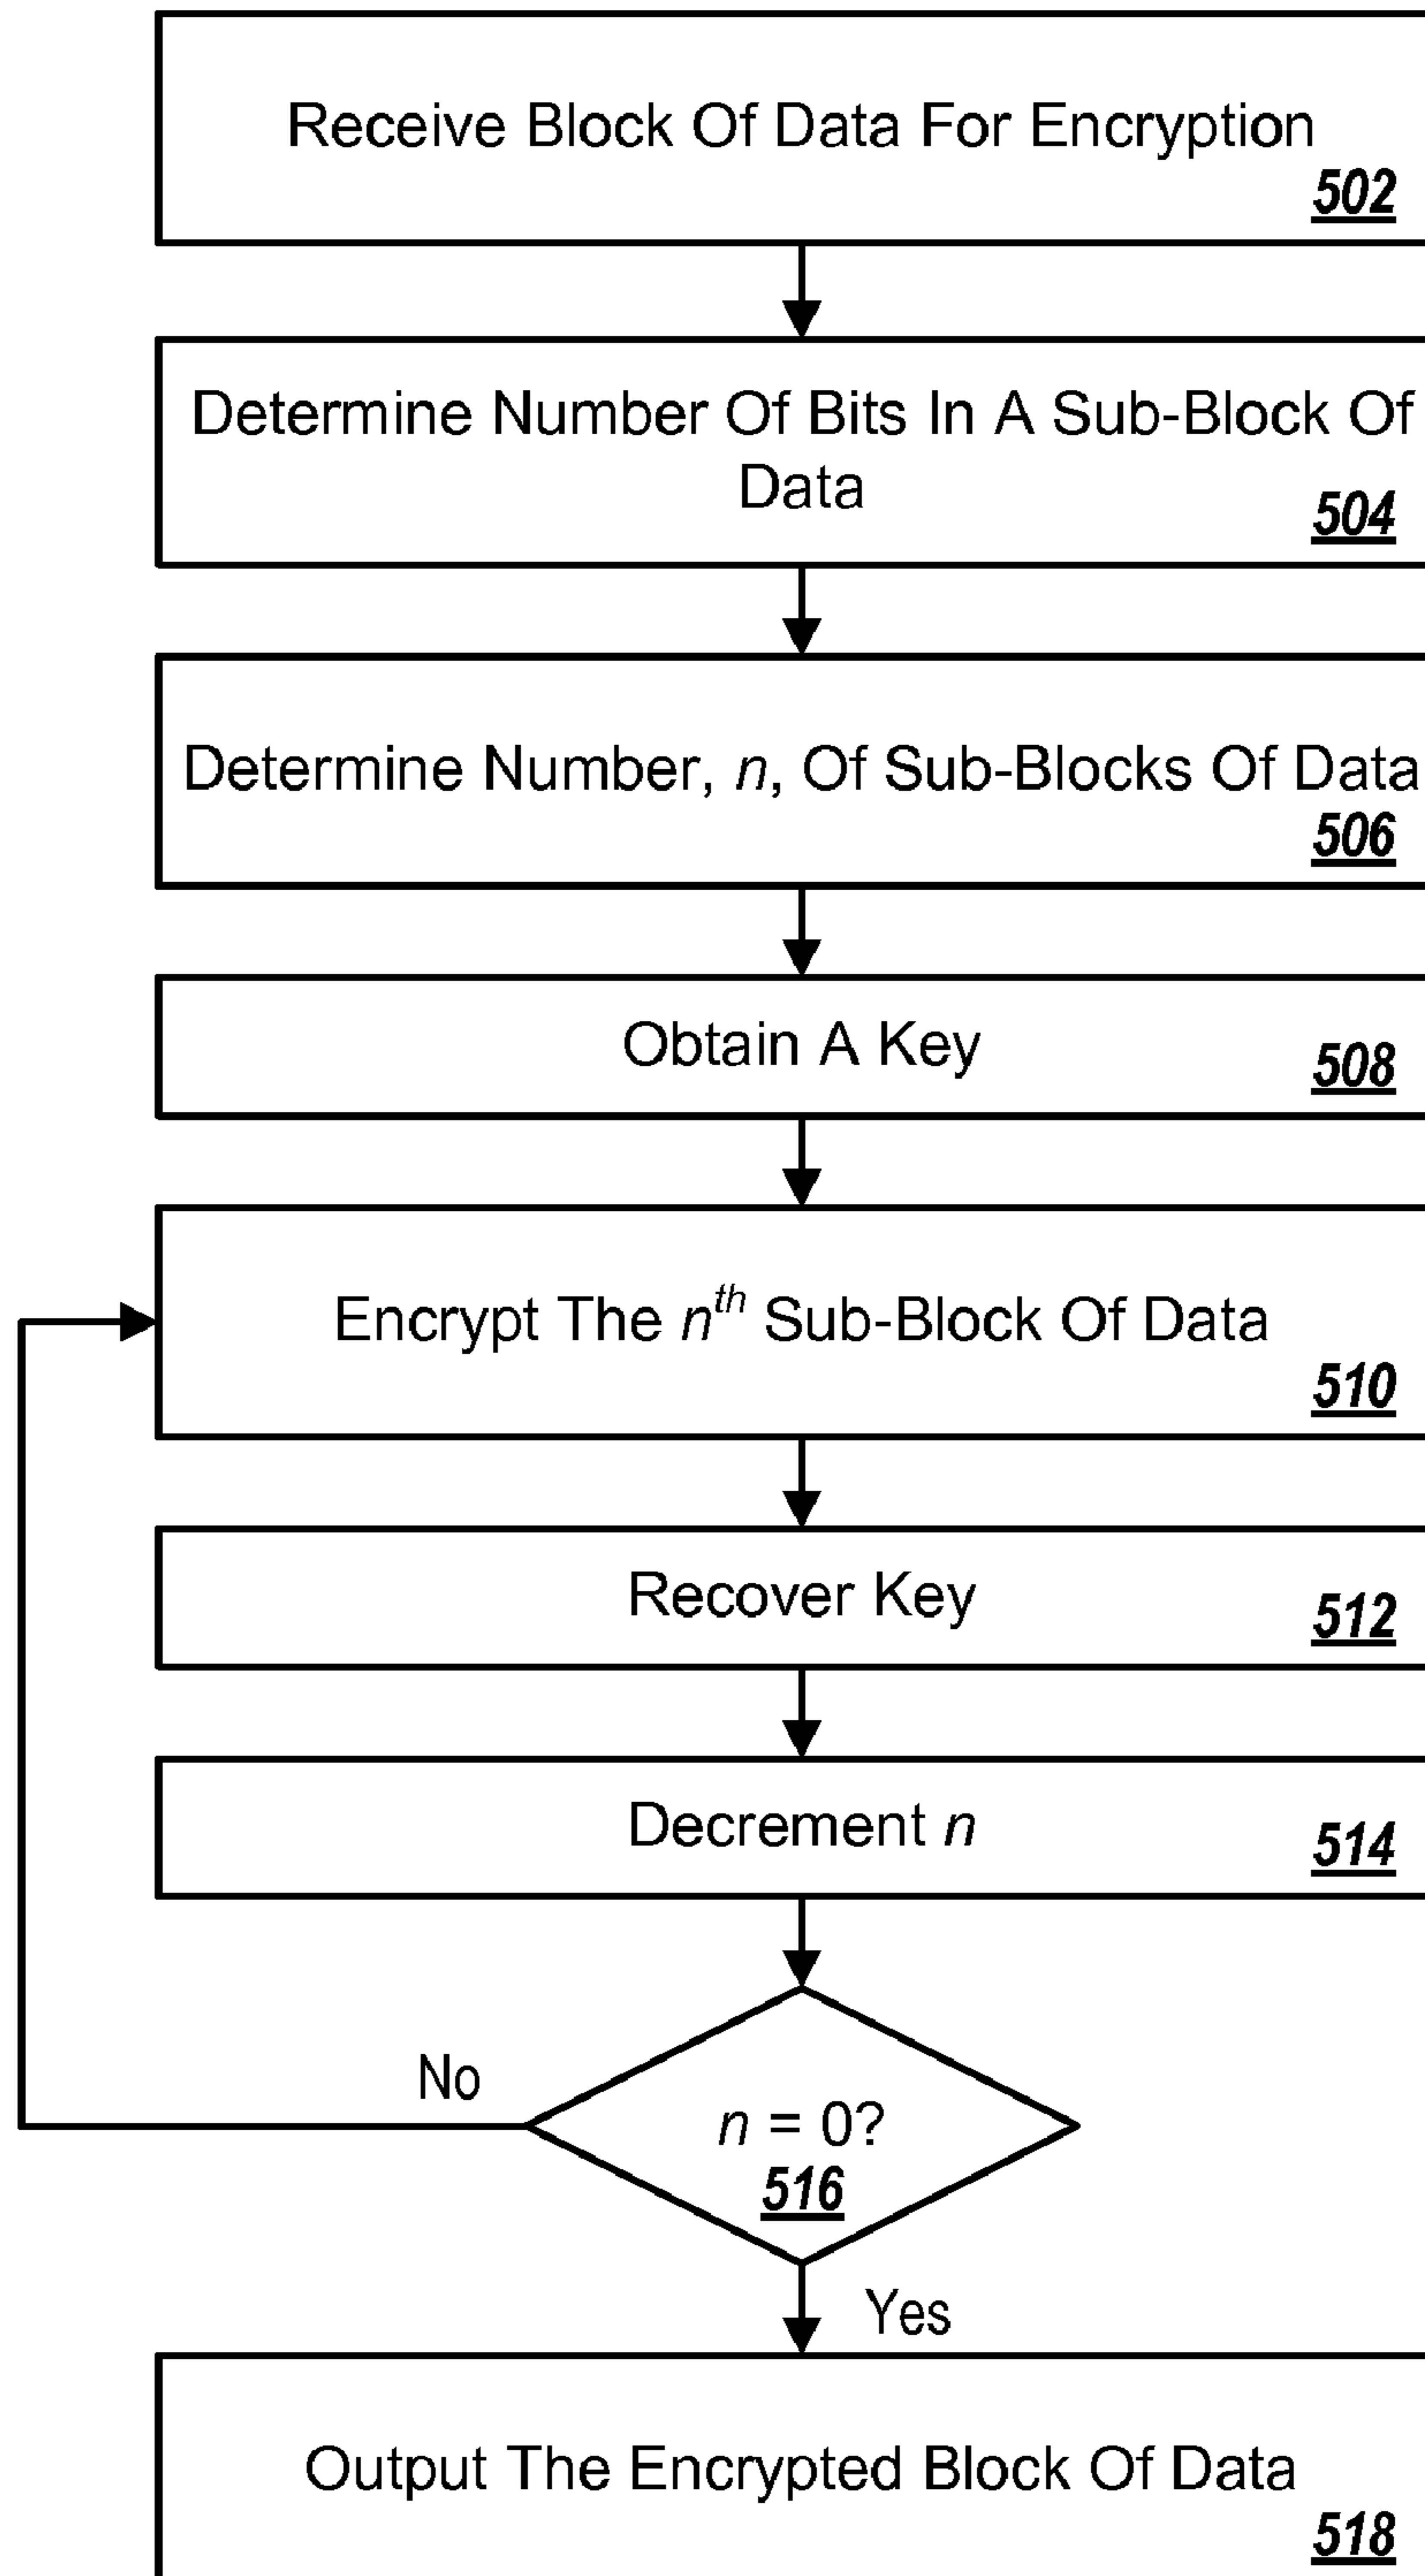 Receive Block Of Data For Encryption
502
Determine Number Of Bits In A Sub-Block Of
Data
504
Determine Number, n, Of Sub-Blocks Of Data
506
Obtain A Key
508
Encrypt The nth Sub-Block Of Data
510
Recover Key
512
Decrement n
514
No
n = 0?
516
Yes
Output The Encrypted Block Of Data
518